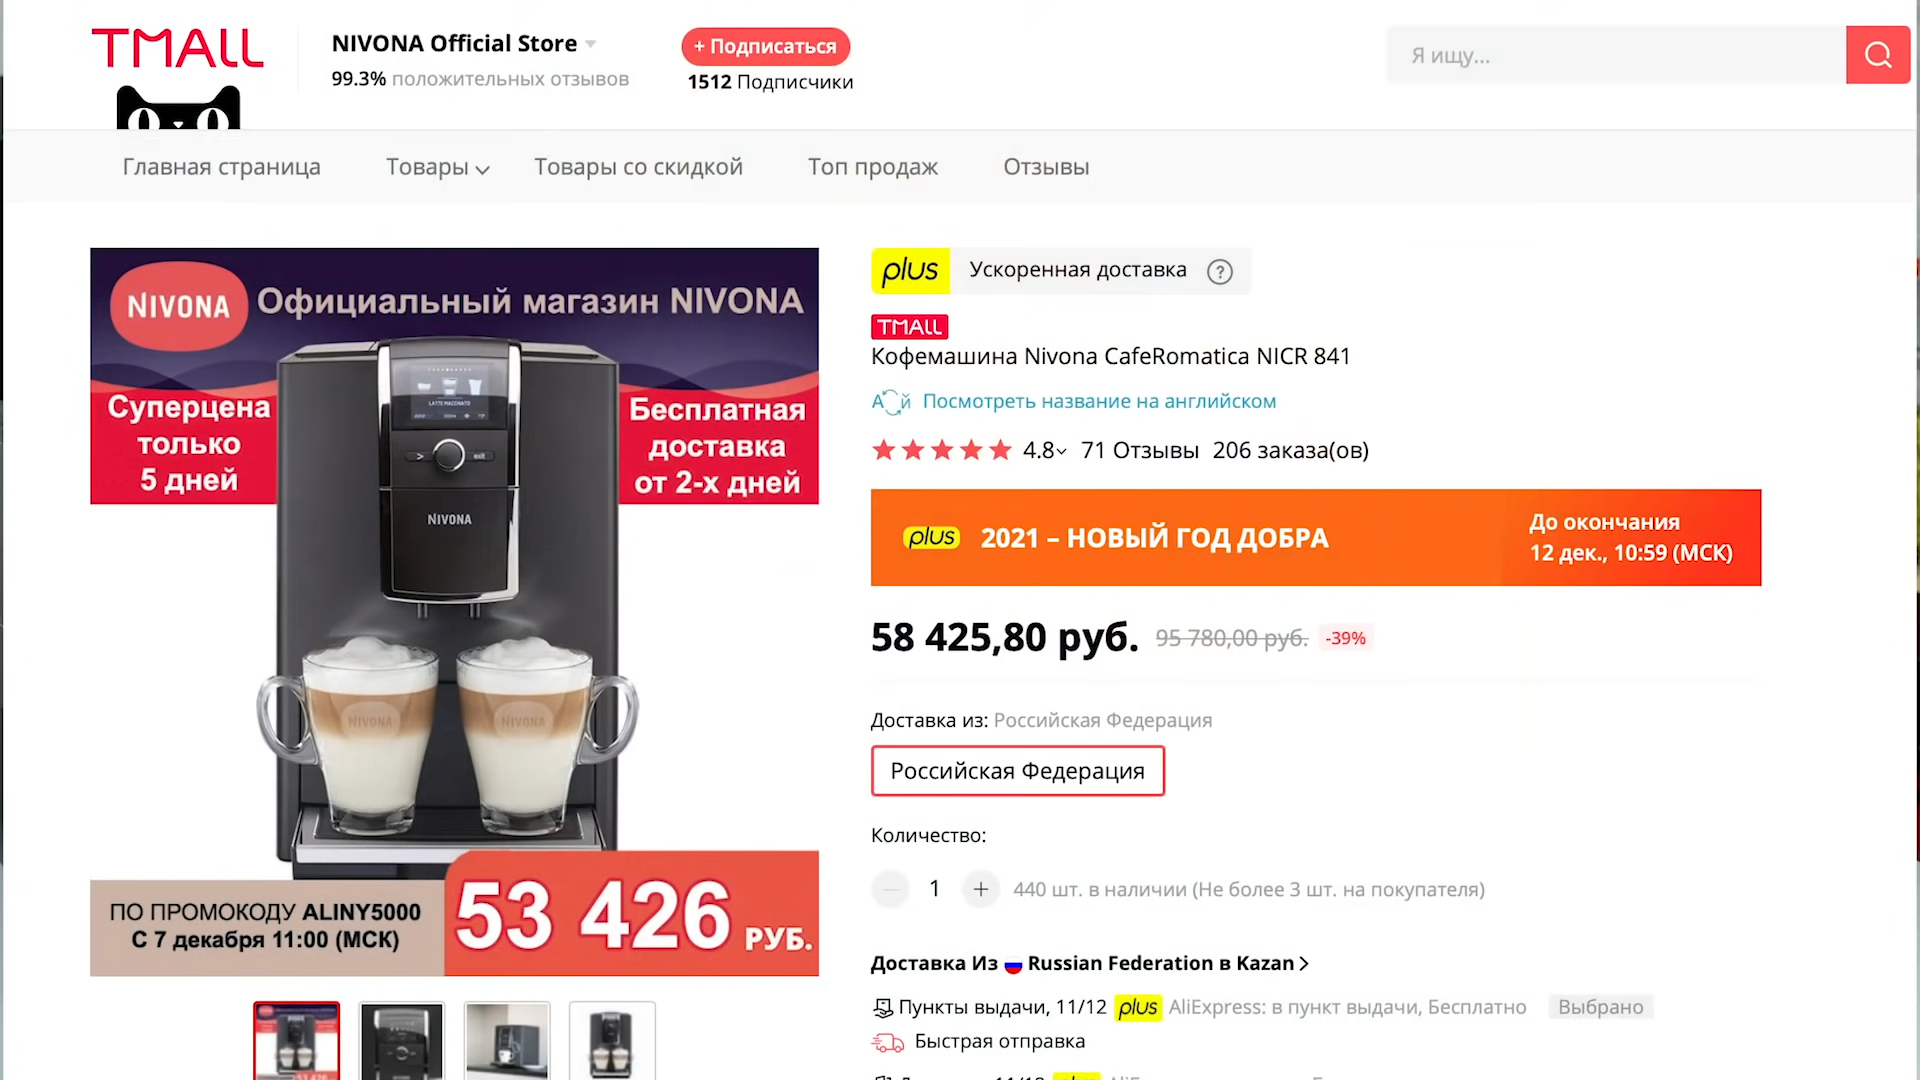 TMALL
NIVONA Official Store
99.3% положительных отзывов
+ Подписаться
1512 Подписчики
Я ищу...
Главная страница
Товары
Товары со скидкой
Топ продаж
Отзывы
NIVONA
Официальный магазин NIVONA
Суперцена
только
5 дней
Бесплатная
доставка
от 2-х дней
LATTE MACCHIATO
exit
NIVONA
NIVONA
NIVONA
ПО ПРОМОКОДУ ALINY5000
С 7 декабря 11:00 (МСК)
53 426 РУБ.
plus Ускоренная доставка ?
TMALL
Кофемашина Nivona CafeRomatica NICR 841
Посмотреть название на английском
4.8 71 Отзывы 206 заказа(ов)
plus 2021 – НОВЫЙ ГОД ДОБРА
До окончания
12 дек., 10:59 (МСК)
58 425,80 руб. 95 780,00 руб. -39%
Доставка из: Российская Федерация
Российская Федерация
Количество:
1 + 440 шт. в наличии (Не более 3 шт. на покупателя)
Доставка Из Russian Federation в Kazan
Пункты выдачи, 11/12 plus AliExpress: в пункт выдачи, Бесплатно Выбрано
Быстрая отправка